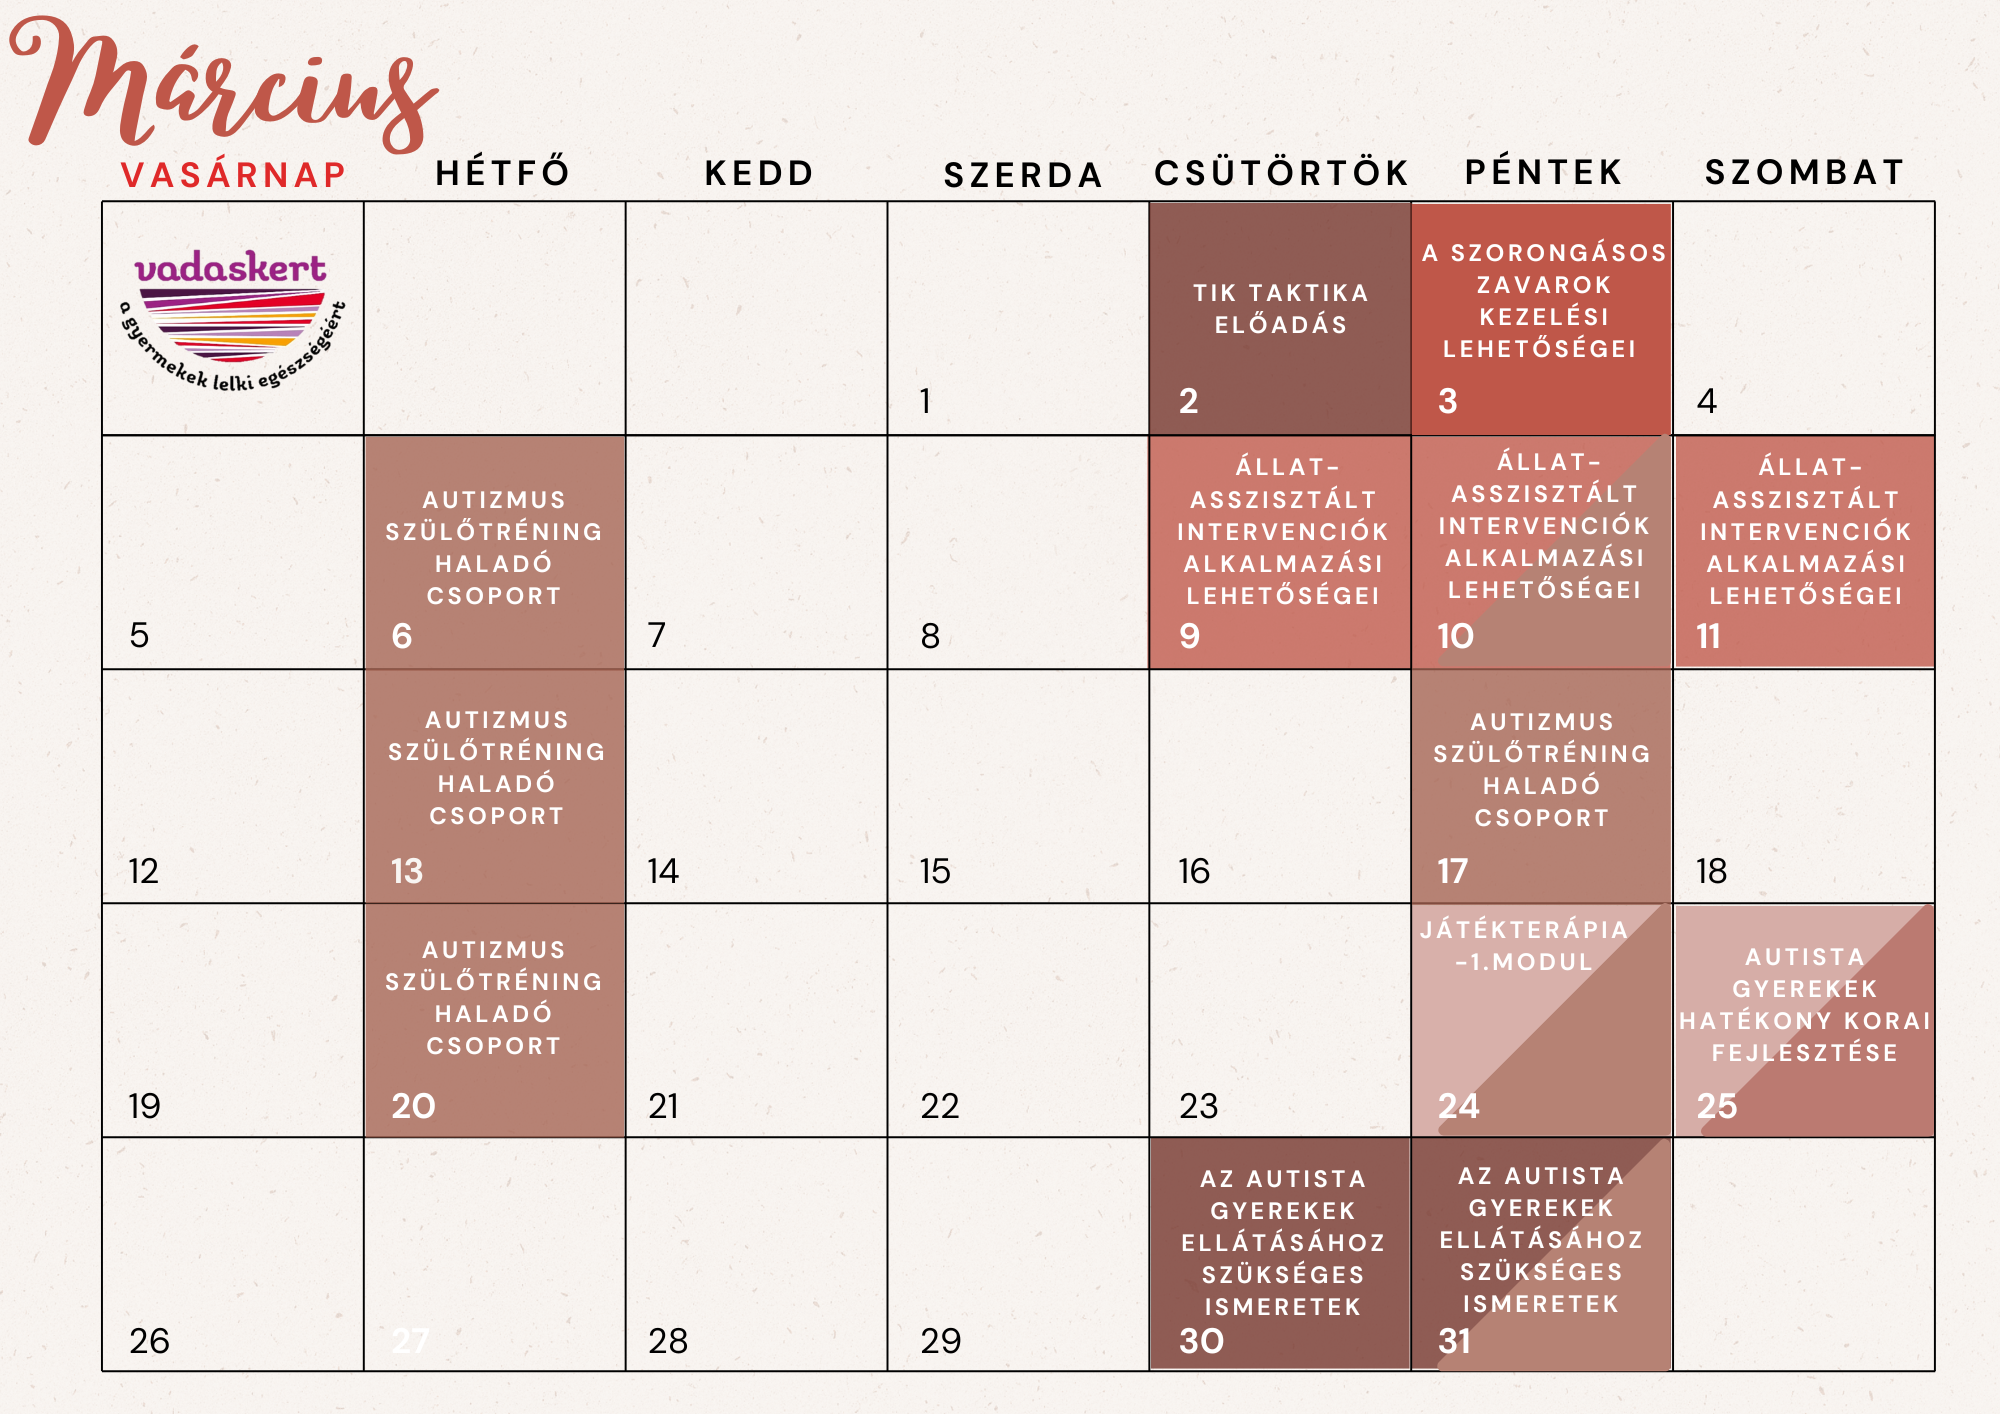 Március
VASÁRNAP HÉTFŐ KEDD SZERDA CSÜTÖRTÖK PÉNTEK SZOMBAT
vadaskert
a gyermekek lelki egészségéért
1
TIK TAKTIKA
ELŐADÁS
2
A SZORONGÁSOS
ZAVAROK
KEZELÉSI
LEHETŐSÉGEI
3
4
5
AUTIZMUS
SZÜLŐTRÉNING
HALADÓ
CSOPORT
6
7
8
ÁLLAT-
ASSZISZTÁLT
INTERVENCIÓK
ALKALMAZÁSI
LEHETŐSÉGEI
9
ÁLLAT-
ASSZISZTÁLT
INTERVENCIÓK
ALKALMAZÁSI
LEHETŐSÉGEI
10
ÁLLAT-
ASSZISZTÁLT
INTERVENCIÓK
ALKALMAZÁSI
LEHETŐSÉGEI
11
12
AUTIZMUS
SZÜLŐTRÉNING
HALADÓ
CSOPORT
13
14
15
16
AUTIZMUS
SZÜLŐTRÉNING
HALADÓ
CSOPORT
17
18
19
AUTIZMUS
SZÜLŐTRÉNING
HALADÓ
CSOPORT
20
21
22
23
JÁTÉKTERÁPIA
-1.MODUL
24
AUTISTA
GYEREKEK
HATÉKONY KORAI
FEJLESZTÉSE
25
26
27
28
29
AZ AUTISTA
GYEREKEK
ELLÁTÁSÁHOZ
SZÜKSÉGES
ISMERETEK
30
AZ AUTISTA
GYEREKEK
ELLÁTÁSÁHOZ
SZÜKSÉGES
ISMERETEK
31